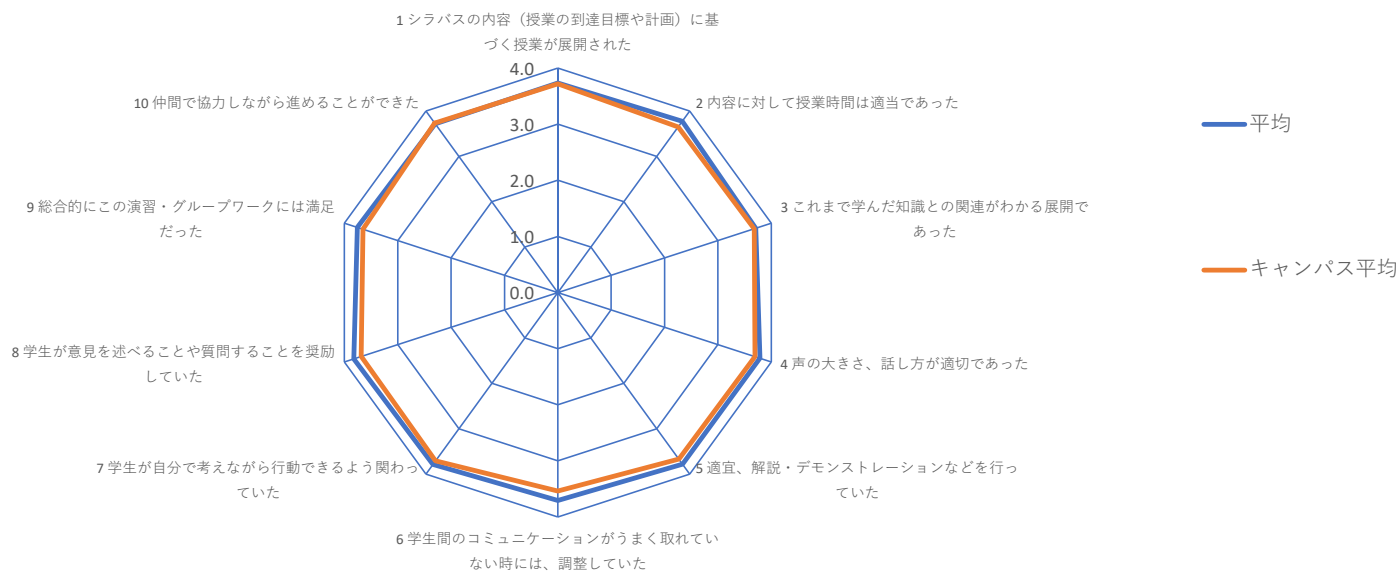 1 シラバスの内容（授業の到達目標や計画）に基
づく授業が展開された
4.0
10 仲間で協力しながら進めることができた
2 内容に対して授業時間は適当であった
平均
3.0
2.0
9 総合的にこの演習・グループワークには満足
だった
3 これまで学んだ知識との関連がわかる展開で
あった
1.0
キャンパス平均
0.0
8 学生が意見を述べることや質問することを奨励
していた
4 声の大きさ、話し方が適切であった
7 学生が自分で考えながら行動できるよう関わっ
ていた
5 適宜、解説・デモンストレーションなどを行っ
ていた
6 学生間のコミュニケーションがうまく取れてい
ない時には、調整していた